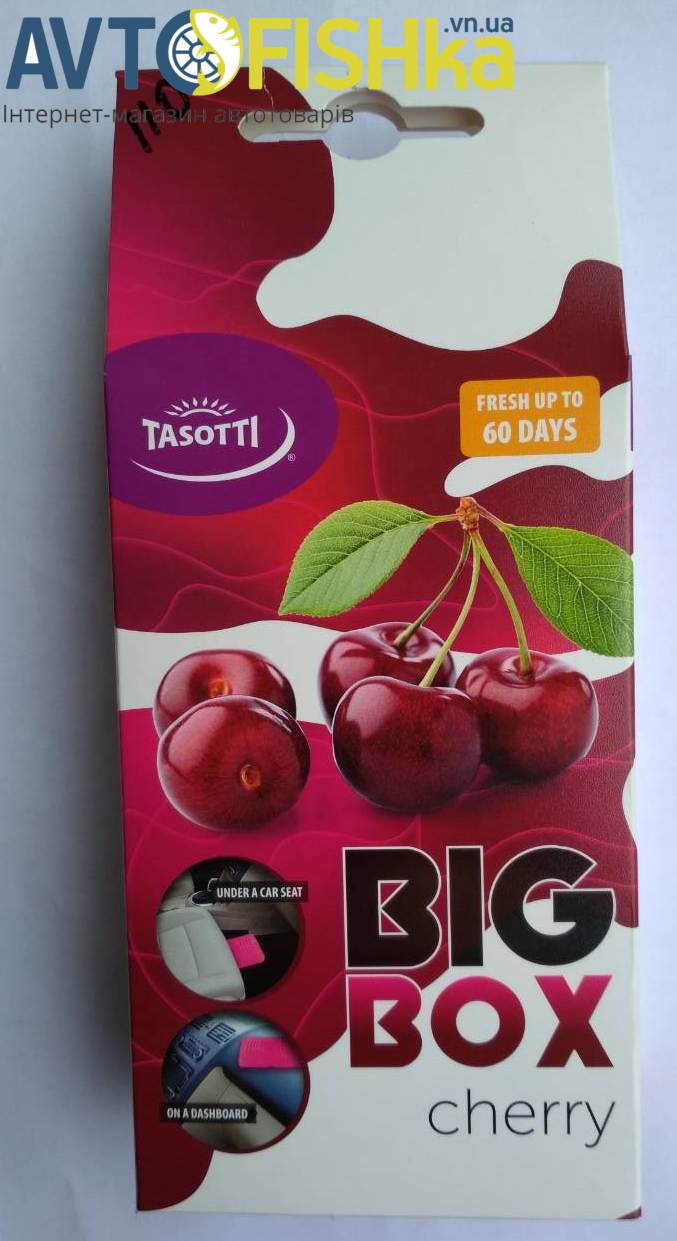 AVTOFISHka.vn.ua
Інтернет-магазин автотоварів
110
TASOTTI®
FRESH UP TO
60 DAYS
UNDER A CAR SEAT
BIG
BOX
ON A DASHBOARD
cherry